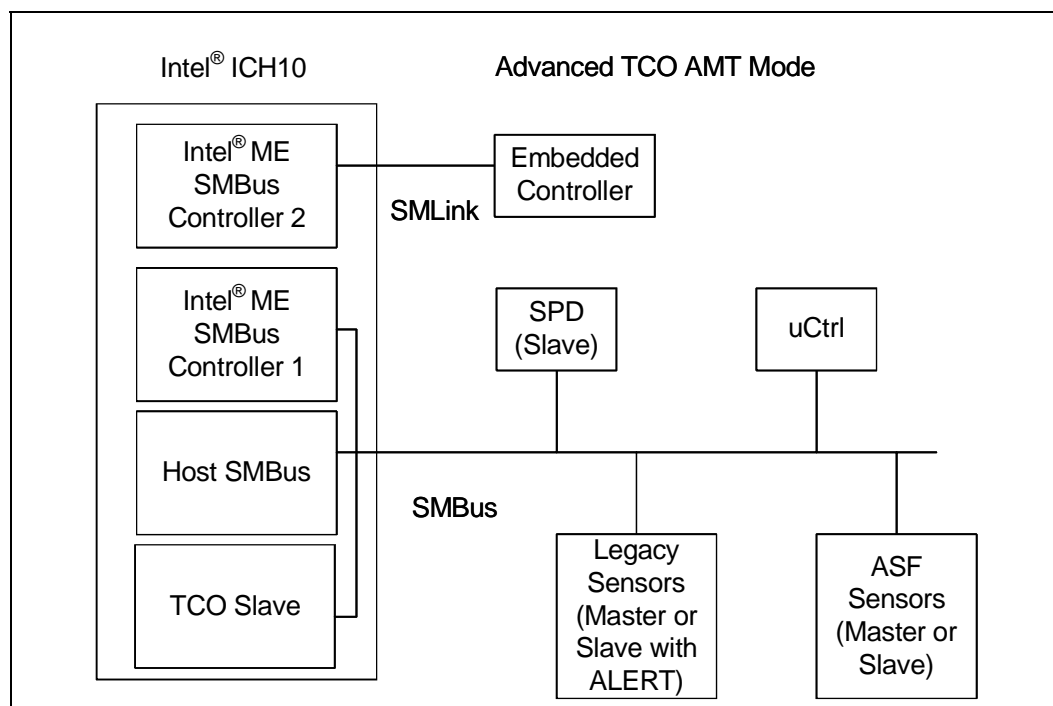 Intel® ICH10
Advanced TCO AMT Mode
Intel® ME
SMBus
Controller 2
Embedded
Controller
SMLink
Intel® ME
SMBus
Controller 1
SPD
(Slave)
uCtrl
Host SMBus
SMBus
TCO Slave
Legacy
Sensors
(Master or
Slave with
ALERT)
ASF
Sensors
(Master or
Slave)